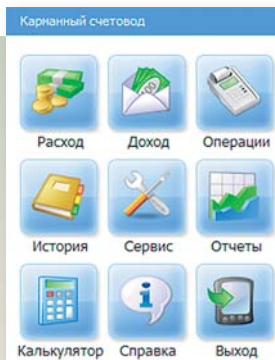 Карманный счетовод
Расход Доход Операции
История Сервис Отчеты
Калькулятор Справка Выход